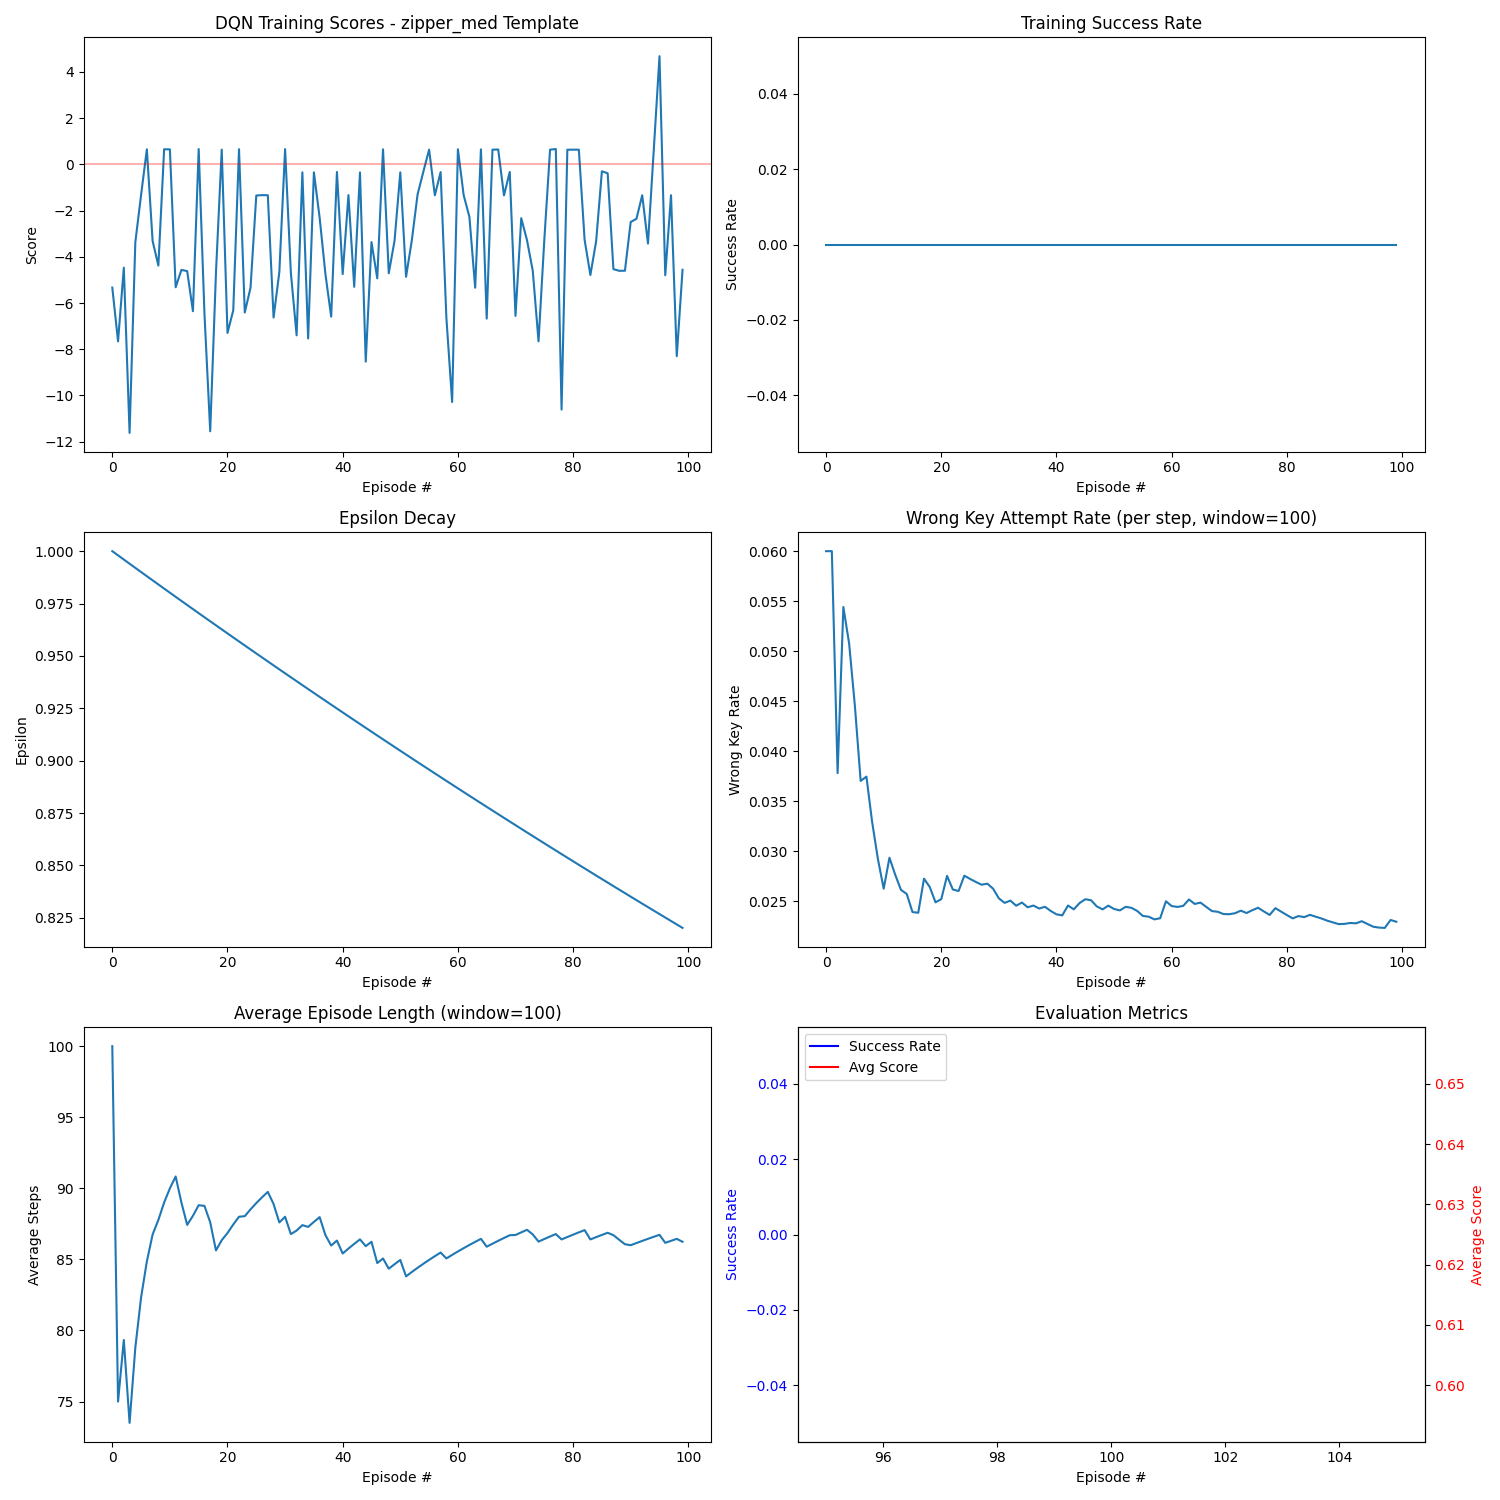 DQN Training Scores - zipper_med Template
Score
4
2
0
−2
−4
−6
−8
−10
−12
0 20 40 60 80 100
Episode #
Training Success Rate
Success Rate
0.04
0.02
0.00
−0.02
−0.04
0 20 40 60 80 100
Episode #
Epsilon Decay
Epsilon
1.000
0.975
0.950
0.925
0.900
0.875
0.850
0.825
0 20 40 60 80 100
Episode #
Wrong Key Attempt Rate (per step, window=100)
Wrong Key Rate
0.060
0.055
0.050
0.045
0.040
0.035
0.030
0.025
0 20 40 60 80 100
Episode #
Average Episode Length (window=100)
Average Steps
100
95
90
85
80
75
0 20 40 60 80 100
Episode #
Evaluation Metrics
Success Rate
Avg Score
Success Rate
0.04
0.02
0.00
−0.02
−0.04
0.65
0.64
0.63
0.62
0.61
0.60
Average Score
96 98 100 102 104
Episode #